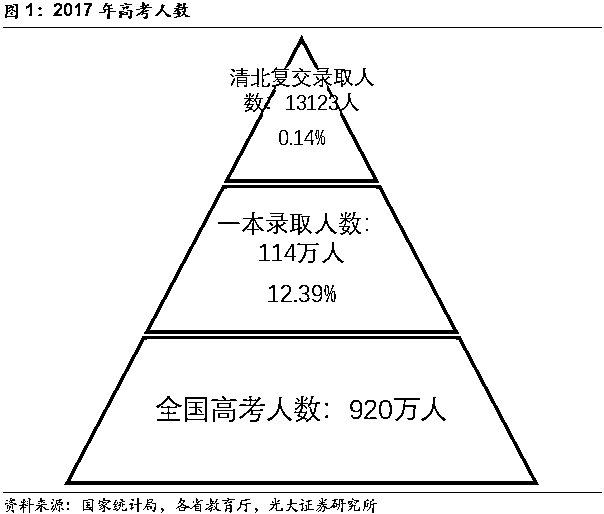 图 1：2017 年高考人数
清北复交录取人
数：13123人
0.14%
一本录取人数：
114万人
12.39%
全国高考人数：920万人
资料来源：国家统计局，各省教育厅，光大证券研究所